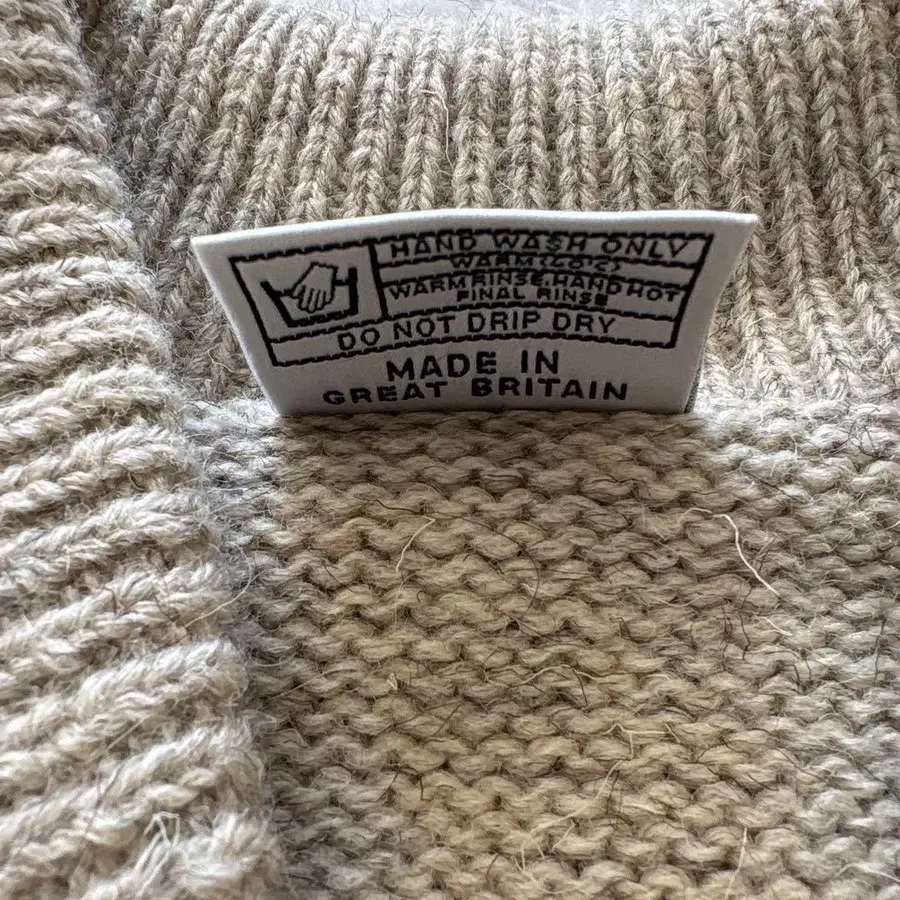 HAND WASH ONLY
WARM (40°C)
WARM RINSE. HAND HOT
FINAL RINSE
DO NOT DRIP DRY
MADE IN
GREAT BRITAIN